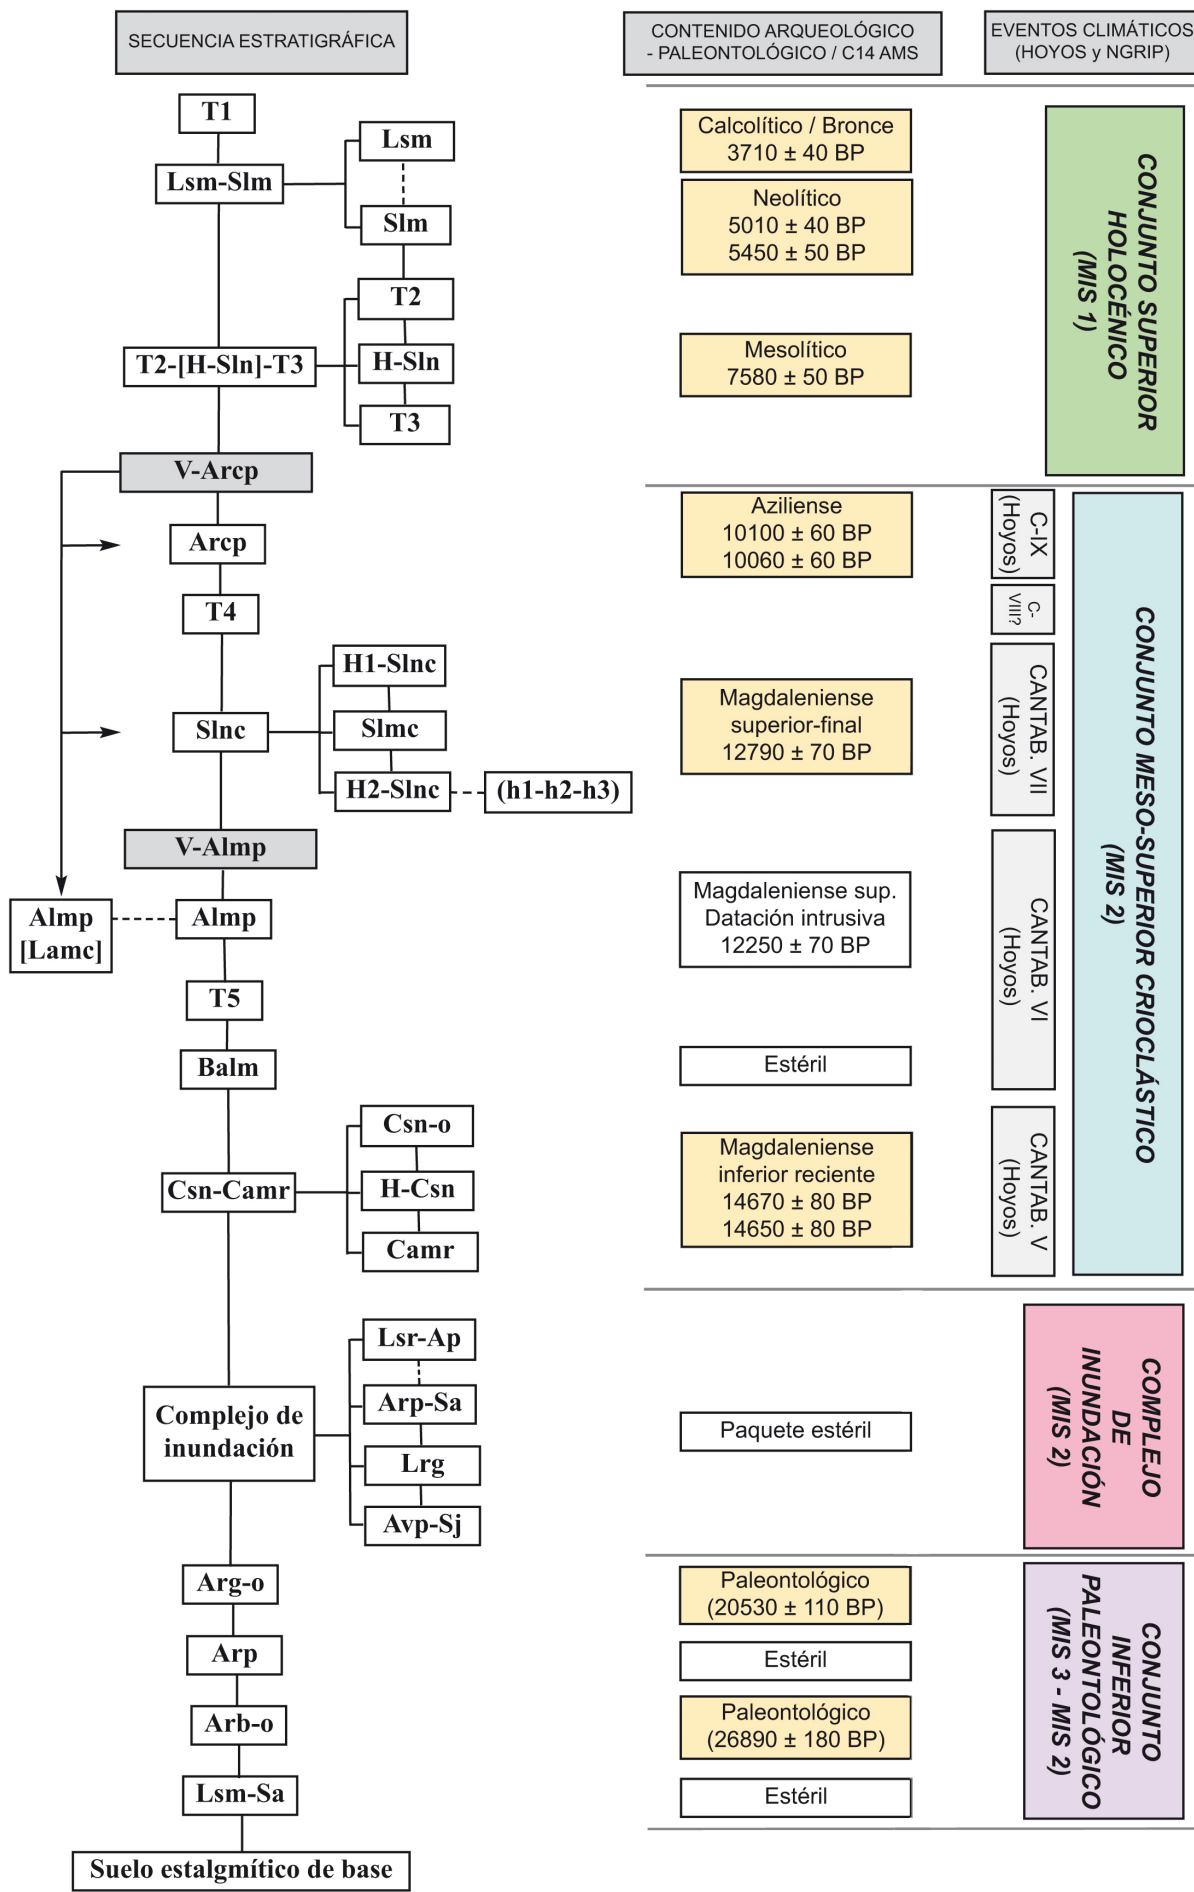 SECUENCIA ESTRATIGRÁFICA
CONTENIDO ARQUEOLÓGICO
- PALEONTOLÓGICO / C14 AMS
EVENTOS CLIMÁTICOS
(HOYOS y NGRIP)
T1
Lsm-Slm
Lsm
Slm
T2
T2-[H-Sln]-T3
H-Sln
T3
V-Arcp
Arcp
T4
H1-Slnc
Slnc
Slmc
H2-Slnc
(h1-h2-h3)
V-Almp
Almp
[Lamc]
Almp
T5
Balm
Csn-o
Csn-Camr
H-Csn
Camr
Lsr-Ap
Arp-Sa
Complejo de
inundación
Lrg
Avp-Sj
Arg-o
Arp
Arb-o
Lsm-Sa
Suelo estalgmítico de base
Calcolítico / Bronce
3710 ± 40 BP
Neolítico
5010 ± 40 BP
5450 ± 50 BP
Mesolítico
7580 ± 50 BP
Aziliense
10100 ± 60 BP
10060 ± 60 BP
Magdaleniense
superior-final
12790 ± 70 BP
Magdaleniense sup.
Datación intrusiva
12250 ± 70 BP
Estéril
Magdaleniense
inferior reciente
14670 ± 80 BP
14650 ± 80 BP
Paquete estéril
Paleontológico
(20530 ± 110 BP)
Estéril
Paleontológico
(26890 ± 180 BP)
Estéril
C-IX
(Hoyos)
C-
VIII?
CANTAB. VII
(Hoyos)
CANTAB. VI
(Hoyos)
CANTAB. V
(Hoyos)
CONJUNTO SUPERIOR
HOLOCÉNICO
(MIS 1)
CONJUNTO MESO-SUPERIOR CRIOCLÁSTICO
(MIS 2)
COMPLEJO
DE
INUNDACIÓN
(MIS 2)
CONJUNTO
INFERIOR
PALEONTOLÓGICO
(MIS 3 - MIS 2)